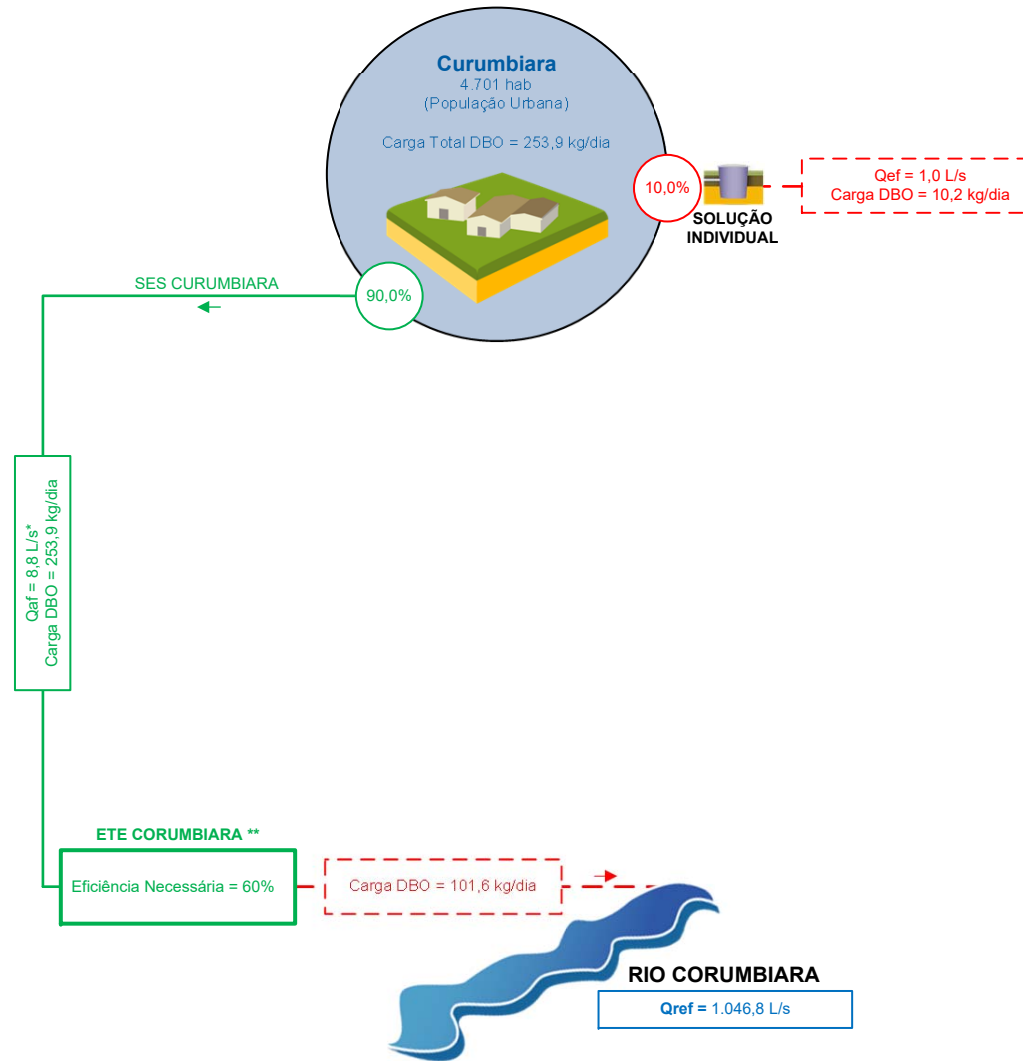 Curumbiara
4.701 hab
(População Urbana)
Carga Total DBO = 253,9 kg/dia
10,0%
SOLUÇÃO
INDIVIDUAL
Qef = 1,0 L/s
Carga DBO = 10,2 kg/dia
SES CURUMBIARA
90,0%
Qaf = 8,8 L/s*
Carga DBO = 253,9 kg/dia
ETE CORUMBIARA **
Eficiência Necessária = 60%
Carga DBO = 101,6 kg/dia
RIO CORUMBIARA
Qref = 1.046,8 L/s